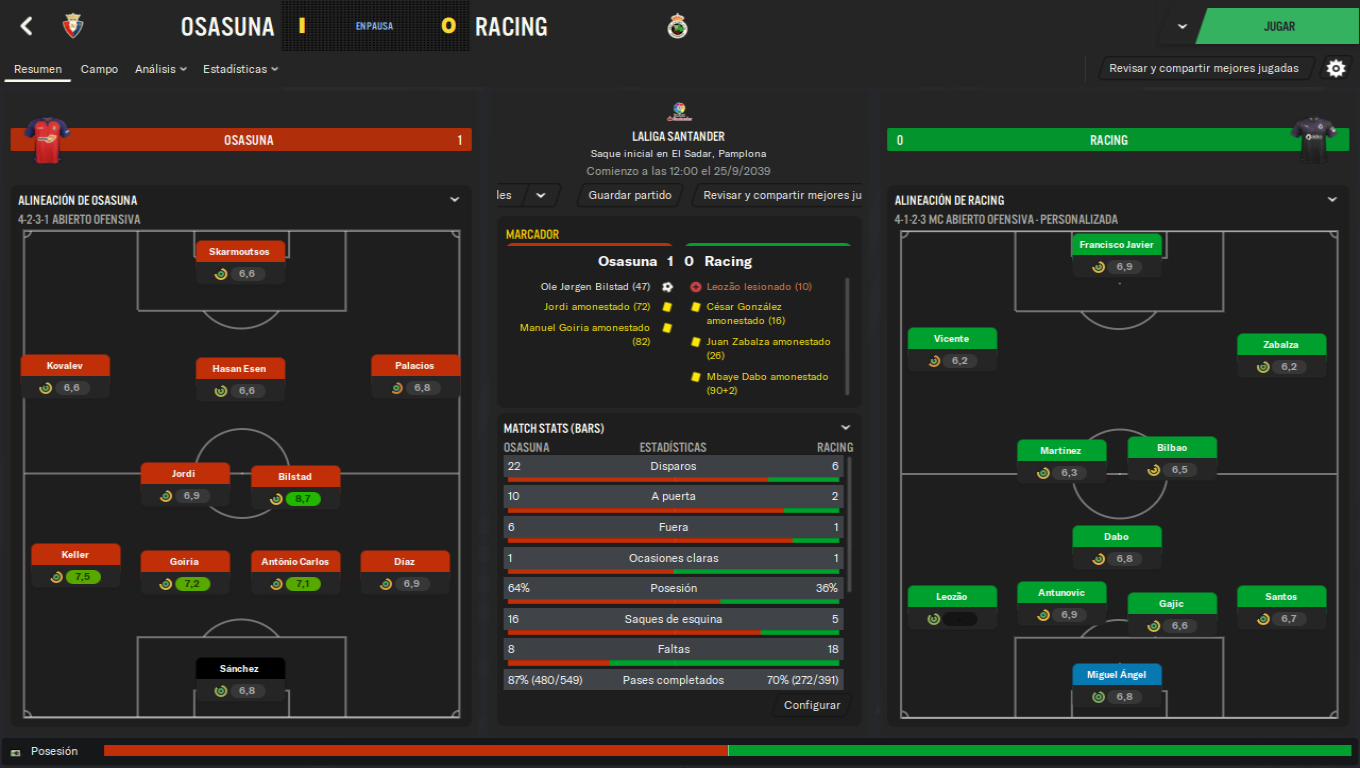 OSASUNA
1
EN PAUSA
0
RACING
JUGAR
Resumen
Campo
Análisis
Estadísticas
Revisar y compartir mejores jugadas
OSASUNA
1
LALIGA SANTANDER
Saque inicial en El Sadar, Pamplona
Comienzo a las 12:00 el 25/9/2039
0
RACING
les
Guardar partido
Revisar y compartir mejores ju
ALINEACIÓN DE OSASUNA
4-2-3-1 ABIERTO OFENSIVA
Skarmoutsos
6,6
Kovalev
6,6
Hasan Esen
6,6
Palacios
6,8
Jordi
6,9
Bilstad
8,7
Keller
7,5
Goiria
7,2
António Carlos
7,1
Díaz
6,9
Sánchez
6,8
MARCADOR
Osasuna 1 0 Racing
Ole Jørgen Bilstad (47)
Jordi amonestado (72)
Manuel Goiria amonestado
(82)
Leozão lesionado (10)
César González
amonestado (16)
Juan Zabalza amonestado
(26)
Mbaye Dabo amonestado
(90+2)
MATCH STATS (BARS)
OSASUNA ESTADÍSTICAS RACING
22 Disparos 6
10 A puerta 2
6 Fuera 1
1 Ocasiones claras 1
64% Posesión 36%
16 Saques de esquina 5
8 Faltas 18
87% (480/549) Pases completados 70% (272/391)
Configurar
ALINEACIÓN DE RACING
4-1-2-3 MC ABIERTO OFENSIVA - PERSONALIZADA
Francisco Javier
6,9
Vicente
6,2
Zabalza
6,2
Martínez
6,3
Bilbao
6,5
Dabo
6,8
Leozão
-
Antunovic
6,9
Gajic
6,6
Santos
6,7
Miguel Ángel
6,8
Posesión